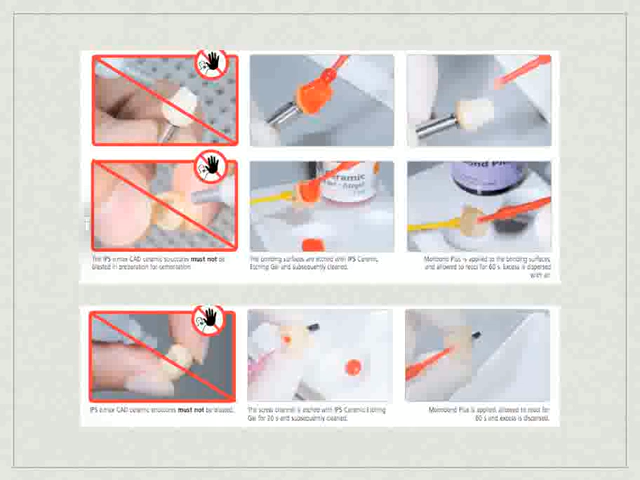 ceramic
The IPS e.max CAD ceramic structures must not be
blasted in preparation for cementation.
The bonding surfaces are etched with IPS Ceramic
Etching Gel and subsequently cleaned.
Monobond Plus is applied to the bonding surfaces
and allowed to react for 60 s. Excess is dispersed
with air.
IPS e.max CAD ceramic structures must not be blasted.
The screw channel is etched with IPS Ceramic Etching
Gel for 20 s and subsequently cleaned.
Monobond Plus is applied, allowed to react for
60 s and excess is dispersed.